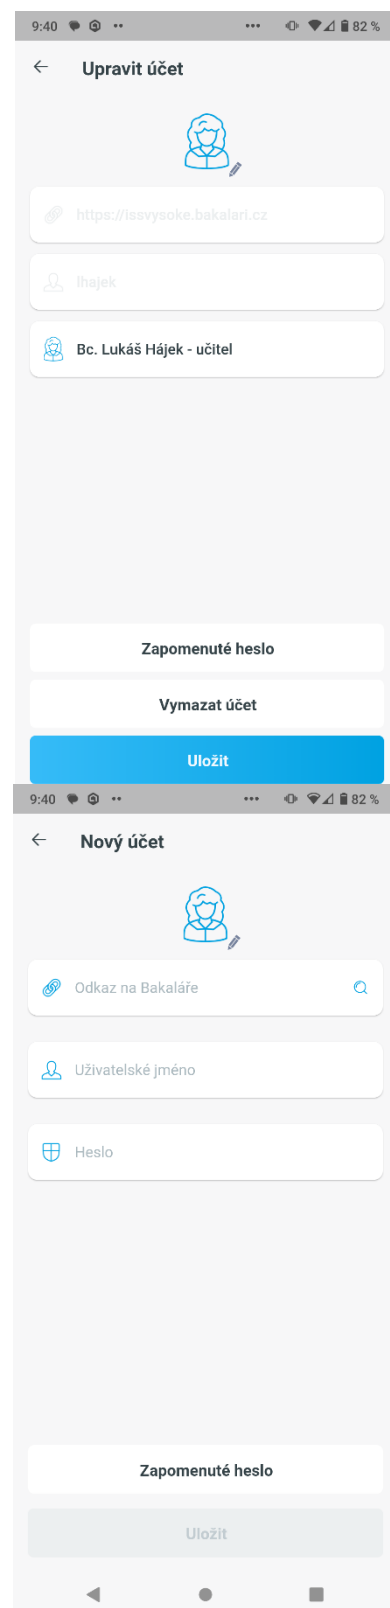 9:40 82 %
Upravit účet
https://issvysoke.bakalari.cz
lhajek
Bc. Lukáš Hájek - učitel
Zapomenuté heslo
Vymazat účet
Uložit
9:40 82 %
Nový účet
Odkaz na Bakaláře
Uživatelské jméno
Heslo
Zapomenuté heslo
Uložit